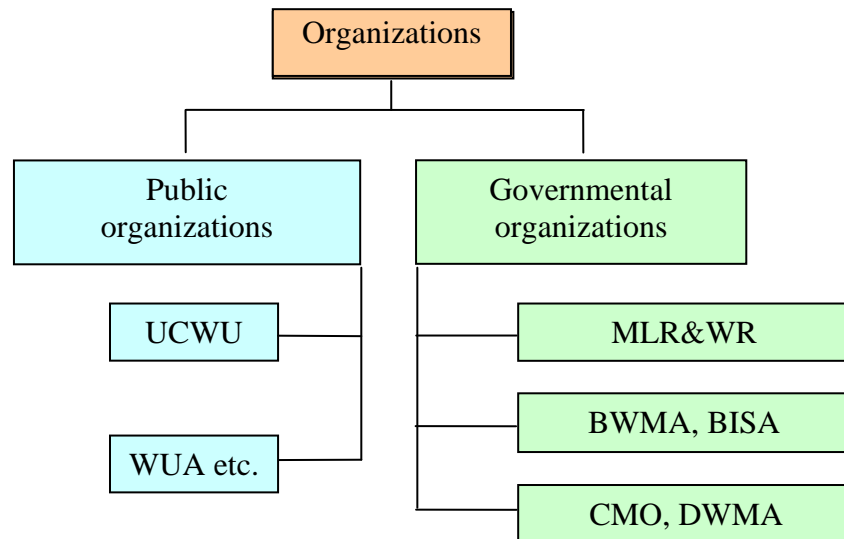 Organizations
Public
organizations
UCWU
WUA etc.
Governmental
organizations
MLR&WR
BWMA, BISA
CMO, DWMA